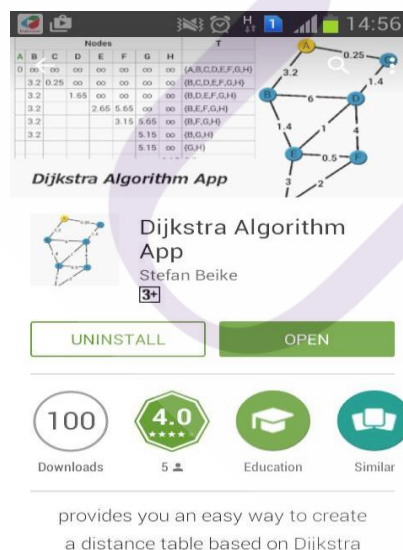 H
1
14:56
Nodes T
A B C D E F G H
0 ∞ ∞ ∞ ∞ ∞ ∞ ∞ {A,B,C,D,E,F,G,H}
3.2 0.25 ∞ ∞ ∞ ∞ ∞ {B,C,D,E,F,G,H}
3.2 1.65 ∞ ∞ ∞ ∞ {B,D,E,F,G,H}
3.2 2.65 5.65 ∞ ∞ {B,E,F,G,H}
3.2 3.15 5.65 ∞ {B,F,G,H}
3.2 5.15 ∞ {B,G,H}
5.15 ∞ {G,H}
A
0.25
3.2
1.4
B
6
D
1.4
1
4
E
0.5
F
3
2
Dijkstra Algorithm App
Dijkstra Algorithm
App
Stefan Beike
3+
UNINSTALL
OPEN
100
4.0
Downloads
5
Education
Similar
provides you an easy way to create
a distance table based on Dijkstra